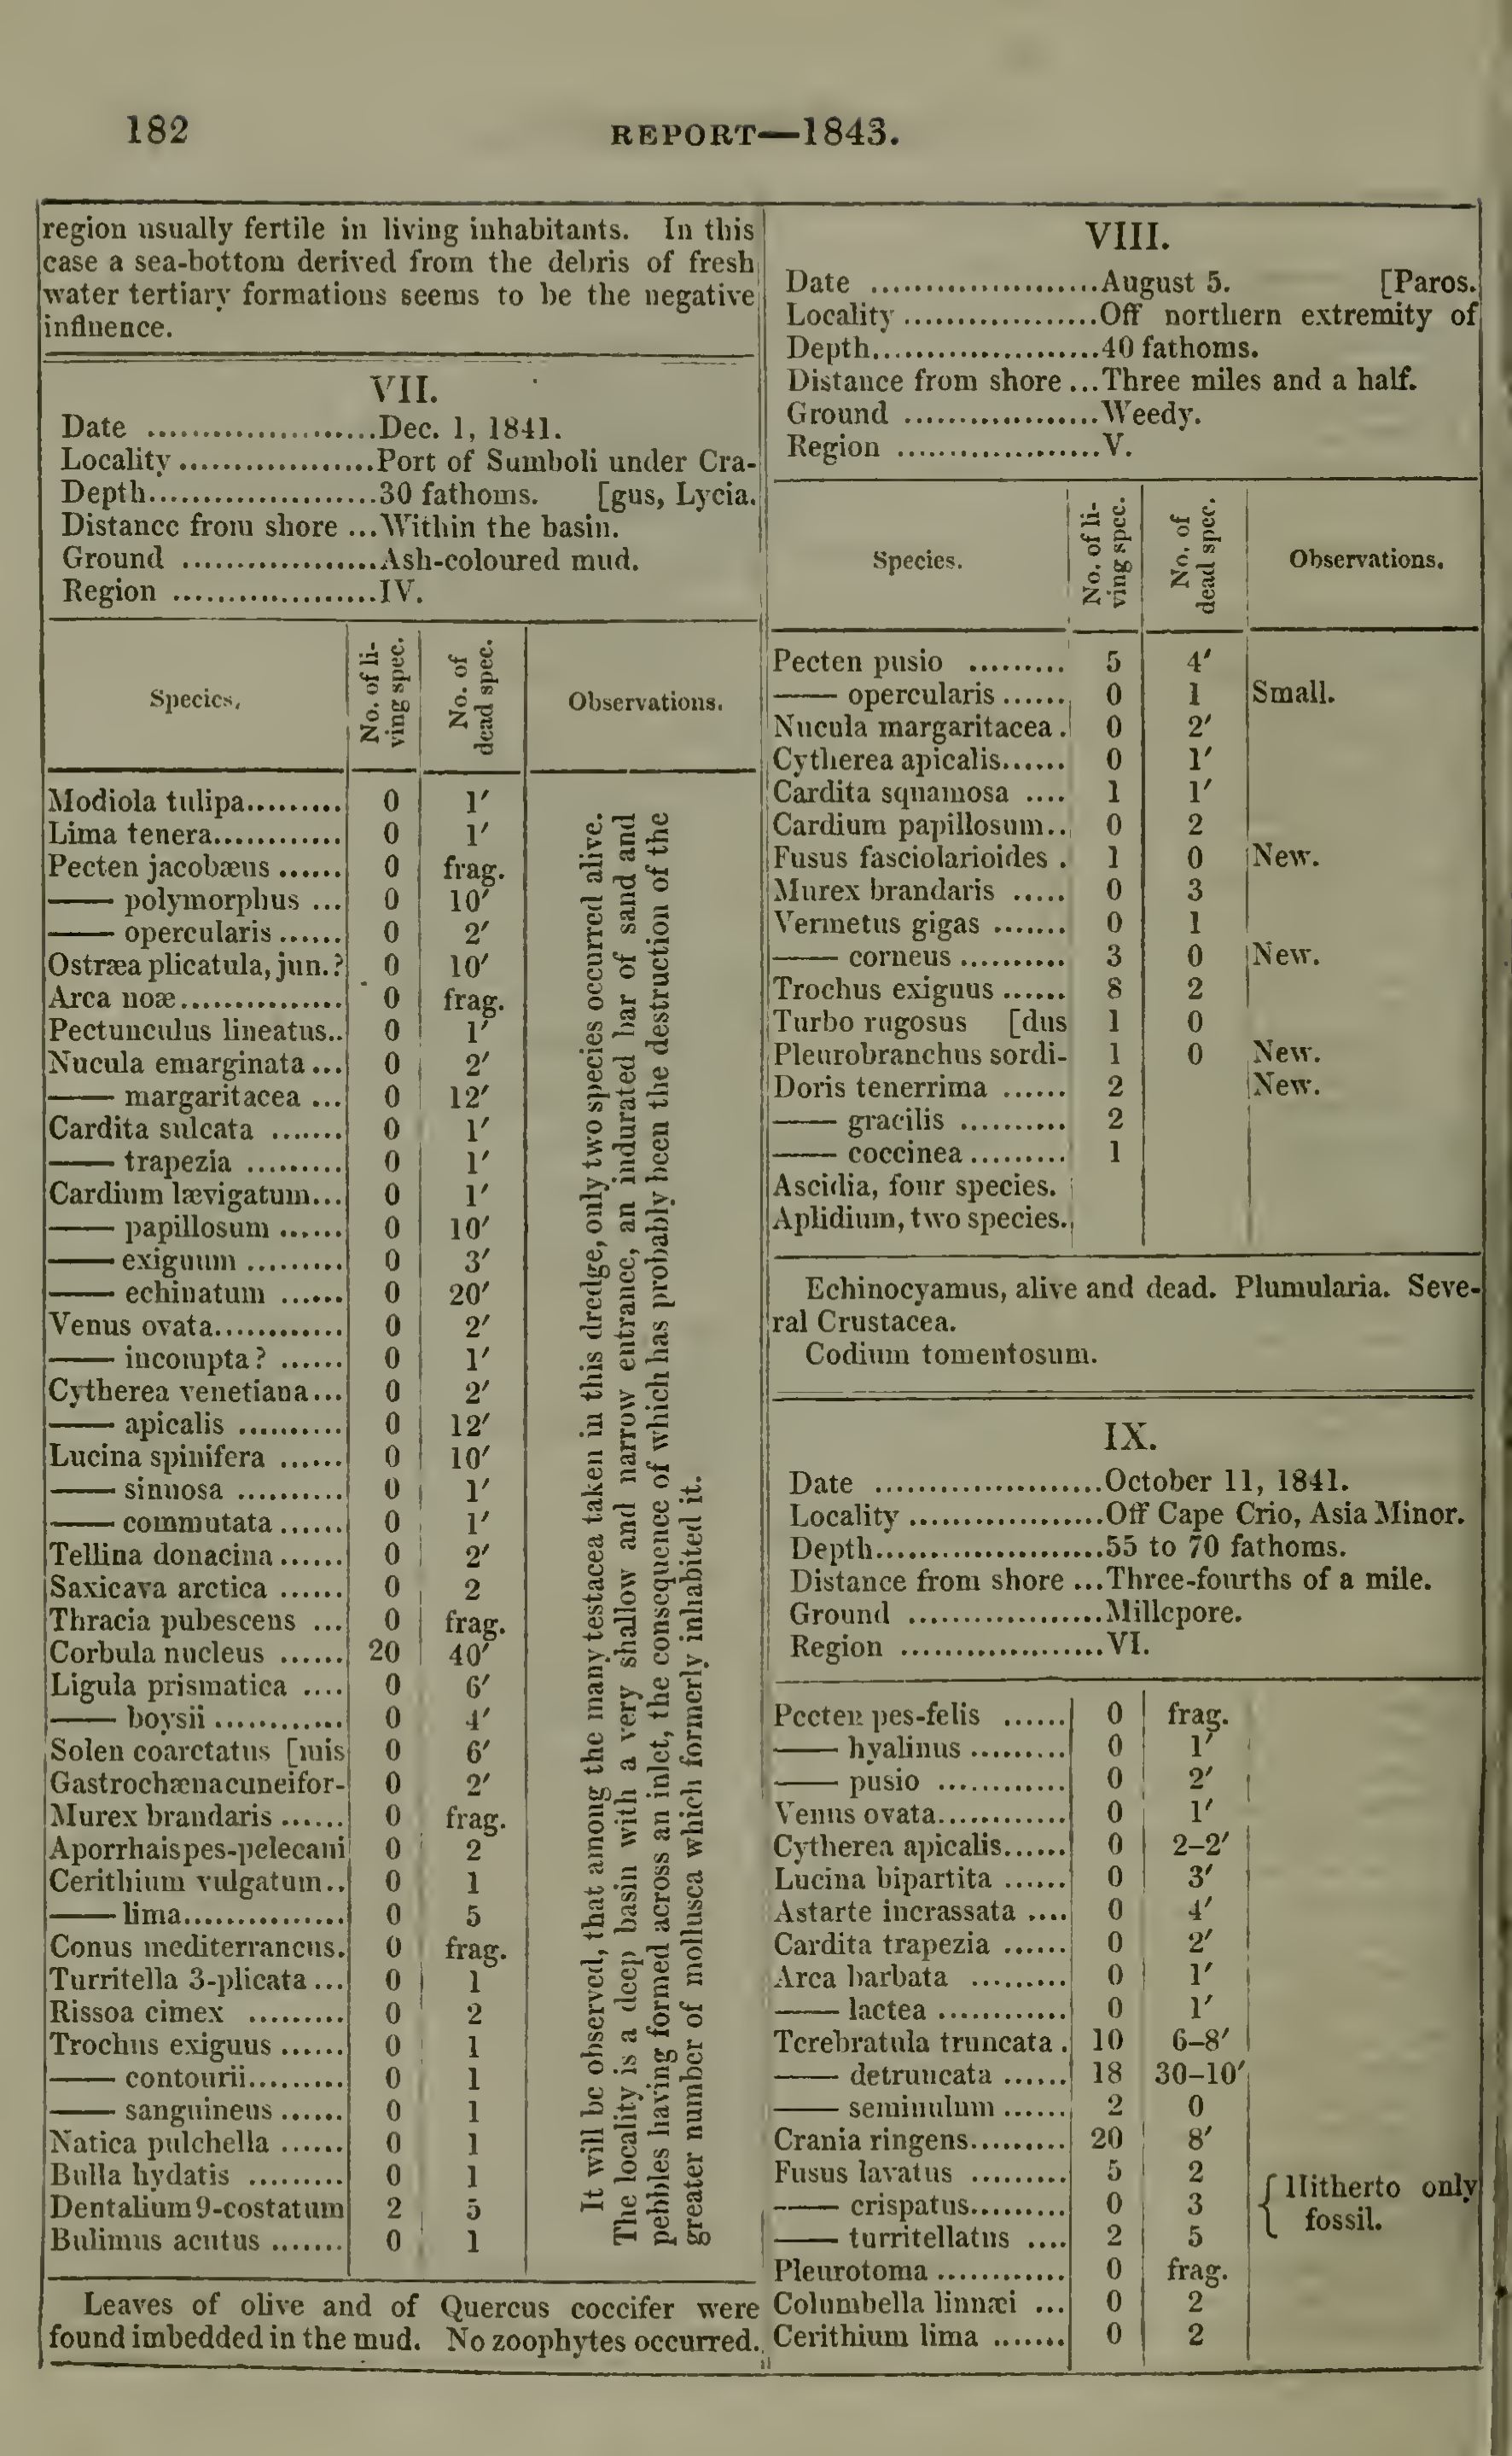 182
REPORT—1843.
region usually fertile in living inhabitants. In this
case a sea-bottom derived from the debris of fresh
water tertiary formations seems to be the negative
influence.
VII.
Date .....................Dec. 1, 1841.
Locality ..................Port of Sumboli under Cra-
Depth.....................30 fathoms. [gus, Lycia.
Distance from shore ...Within the basin.
Ground ..................Ash-coloured mud.
Region ...................IV.
Species. No. of li- ving spec. No. of dead spec. Observations.
Modiola tulipa......... 0 1′
Lima tenera............ 0 1′
Pecten jacobæus ...... 0 frag.
—— polymorphus ... 0 10′
—— opercularis ...... 0 2′
Ostræa plicatula, jun. ? 0 10′
Arca noæ............... 0 frag.
Pectunculus lineatus.. 0 1′
Nucula emarginata ... 0 2′
—— margaritacea ... 0 12′
Cardita sulcata ....... 0 1′
—— trapezia ......... 0 1′
Cardium lævigatum... 0 1′
—— papillosum ...... 0 10′
—— exiguum ......... 0 3′
—— echinatum ...... 0 20′
Venus ovata............ 0 2′
—— incompta ? ...... 0 1′
Cytherea venetiana... 0 2′
—— apicalis .......... 0 12′
Lucina spinifera ...... 0 10′
—— sinuosa .......... 0 1′
—— commutata ...... 0 1′
Tellina donacina ...... 0 2′
Saxicava arctica ...... 0 2
Thracia pubescens ... 0 frag.
Corbula nucleus ...... 20 40′
Ligula prismatica .... 0 6′
—— boysii ............ 0 4′
Solen coarctatus [mis 0 6′
Gastrochænacuneifor- 0 2′
Murex brandaris ...... 0 frag.
Aporrhais pes-pelecani 0 2
Cerithium vulgatum.. 0 1
—— lima............... 0 5
Conus mediterraneus. 0 frag.
Turritella 3-plicata ... 0 1
Rissoa cimex ......... 0 2
Trochus exiguus ...... 0 1
—— contourii......... 0 1
—— sanguineus ...... 0 1
Natica pulchella ...... 0 1
Bulla hydatis ......... 0 1
Dentalium 9-costatum 2 5
Bulimus acutus ....... 0 1
It will be observed, that among the many testacea taken in this dredge, only two species occurred alive.
The locality is a deep basin with a very shallow and narrow entrance, an indurated bar of sand and
pebbles having formed across an inlet, the consequence of which has probably been the destruction of the
greater number of mollusca which formerly inhabited it.
Leaves of olive and of Quercus coccifer were
found imbedded in the mud. No zoophytes occurred.
VIII.
Date .....................August 5. [Paros.
Locality ..................Off northern extremity of
Depth.....................40 fathoms.
Distance from shore ...Three miles and a half.
Ground ..................Weedy.
Region ...................V.
Species. No. of li- ving spec. No. of dead spec. Observations.
Pecten pusio ......... 5 4′
—— opercularis ...... 0 1 Small.
Nucula margaritacea . 0 2′
Cytherea apicalis...... 0 1′
Cardita squamosa .... 1 1′
Cardium papillosum.. 0 2
Fusus fasciolarioides . 1 0 New.
Murex brandaris ..... 0 3
Vermetus gigas ....... 0 1
—— corneus .......... 3 0 New.
Trochus exiguus ...... 8 2
Turbo rugosus [dus 1 0
Pleurobranchus sordi- 1 0 New.
Doris tenerrima ...... 2 New.
—— gracilis .......... 2
—— coccinea ......... 1
Ascidia, four species.
Aplidium, two species.
Echinocyamus, alive and dead. Plumularia. Seve-
ral Crustacea.
Codium tomentosum.
IX.
Date .....................October 11, 1841.
Locality ..................Off Cape Crio, Asia Minor.
Depth.....................55 to 70 fathoms.
Distance from shore ...Three-fourths of a mile.
Ground ..................Millepore.
Region ...................VI.
Pecten pes-felis ...... 0 frag.
—— hyalinus ......... 0 1′
—— pusio ............ 0 2′
Venus ovata............ 0 1′
Cytherea apicalis...... 0 2–2′
Lucina bipartita ...... 0 3′
Astarte incrassata .... 0 4′
Cardita trapezia ...... 0 2′
Arca barbata ......... 0 1′
—— lactea ............ 0 1′
Terebratula truncata . 10 6–8′
—— detruncata ...... 18 30–10′
—— seminulum ...... 2 0
Crania ringens......... 20 8′
Fusus lavatus ......... 5 2
—— crispatus......... 0 3 { Hitherto only
—— turritellatus .... 2 5 fossil.
Pleurotoma ............ 0 frag.
Columbella linnæi ... 0 2
Cerithium lima ....... 0 2